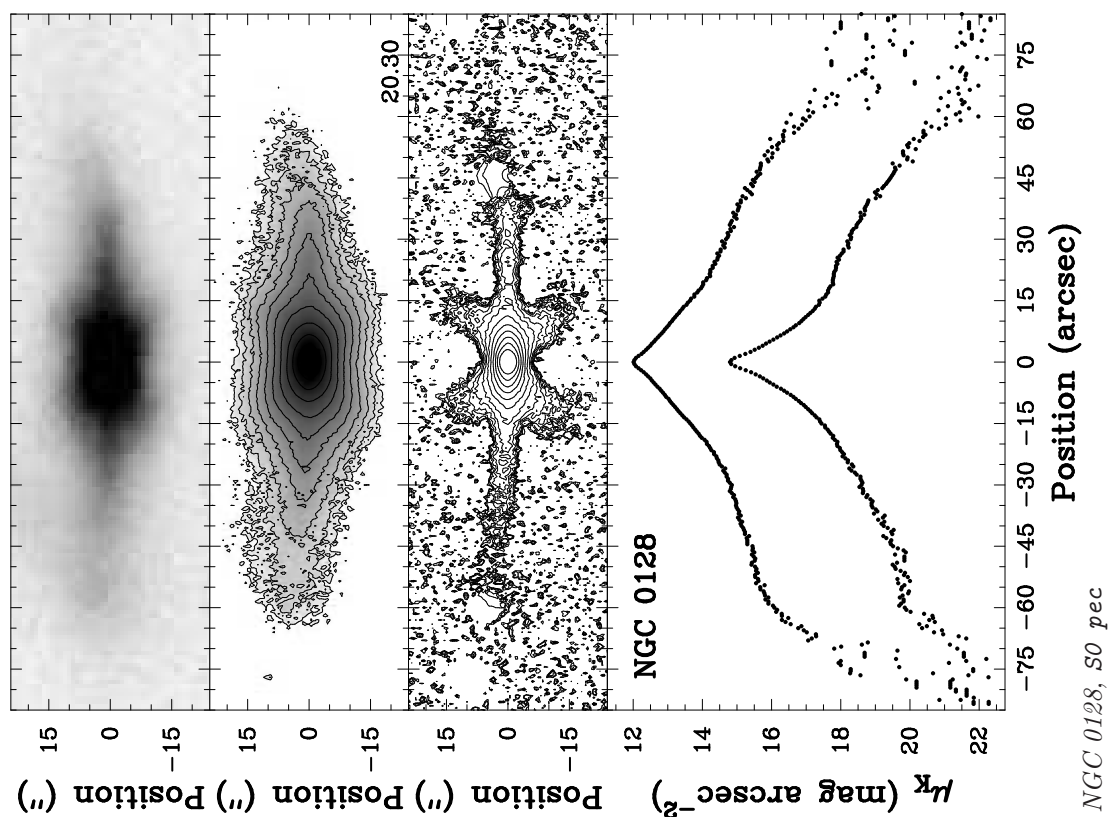 Position (")
15
0
−15
Position (")
15
0
−15
20.30
Position (")
15
0
−15
μK (mag arcsec−2)
12
14
16
18
20
22
NGC 0128
−75 −60 −45 −30 −15 0 15 30 45 60 75
Position (arcsec)
NGC 0128, S0 pec